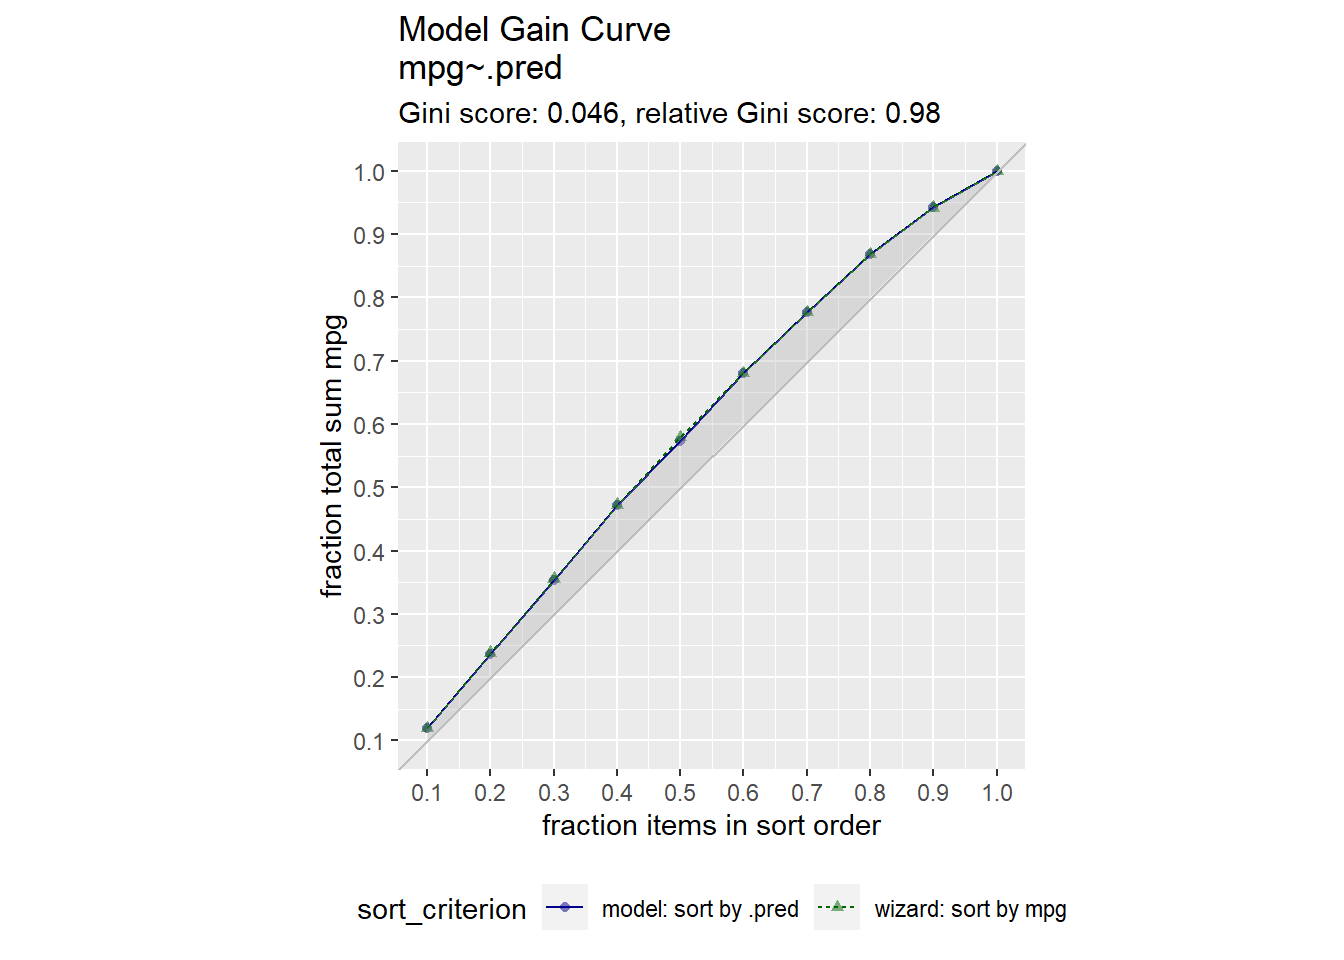 Model Gain Curve
mpg~.pred
Gini score: 0.046, relative Gini score: 0.98
fraction total sum mpg
1.0
0.9
0.8
0.7
0.6
0.5
0.4
0.3
0.2
0.1
0.1 0.2 0.3 0.4 0.5 0.6 0.7 0.8 0.9 1.0
fraction items in sort order
sort_criterion model: sort by .pred wizard: sort by mpg